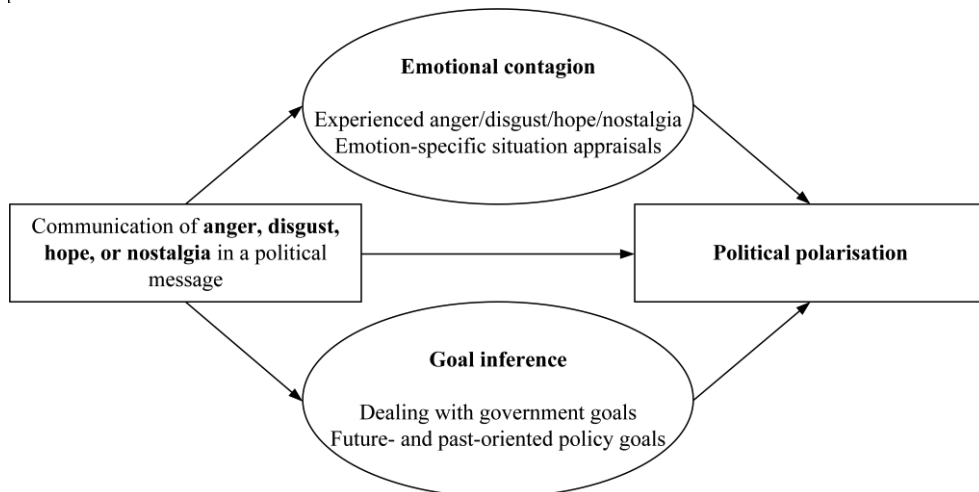 Emotional contagion
Experienced anger/disgust/hope/nostalgia
Emotion-specific situation appraisals
Communication of anger, disgust,
hope, or nostalgia in a political
message
Political polarisation
Goal inference
Dealing with government goals
Future- and past-oriented policy goals